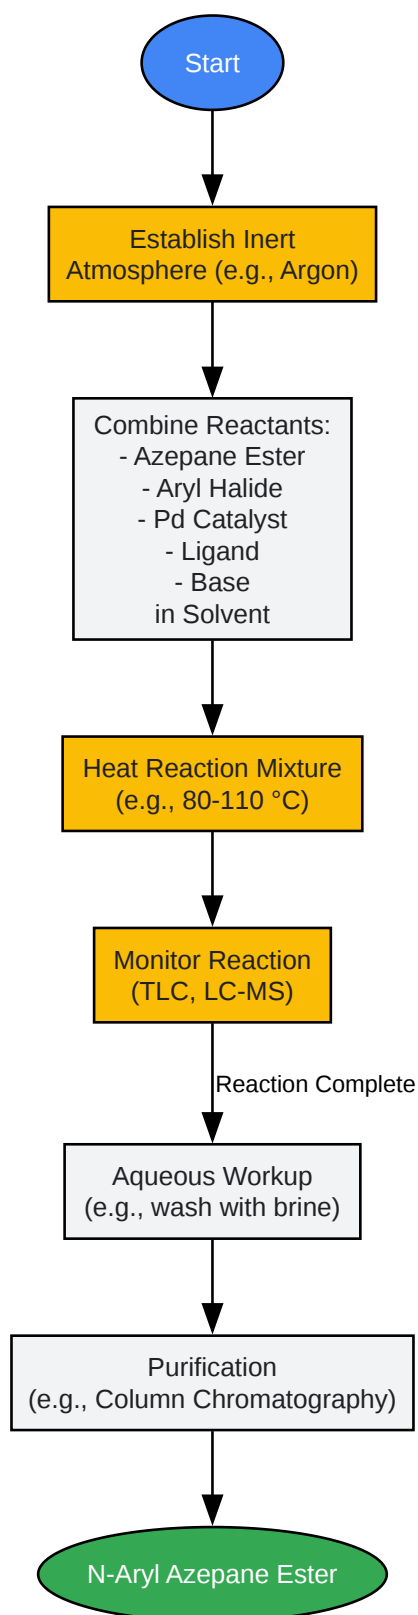 Start
Establish Inert
Atmosphere (e.g., Argon)
Combine Reactants:
- Azepane Ester
- Aryl Halide
- Pd Catalyst
- Ligand
- Base
in Solvent
Heat Reaction Mixture
(e.g., 80-110 °C)
Monitor Reaction
(TLC, LC-MS)
Reaction Complete
Aqueous Workup
(e.g., wash with brine)
Purification
(e.g., Column Chromatography)
N-Aryl Azepane Ester